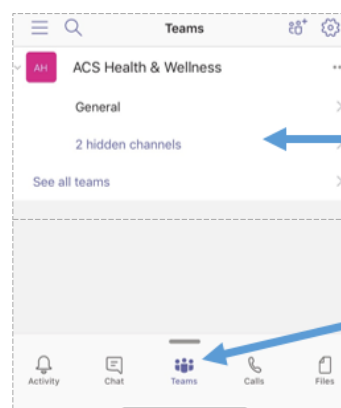 Teams
AH ACS Health & Wellness
General
2 hidden channels
See all teams
Activity Chat Teams Calls Files